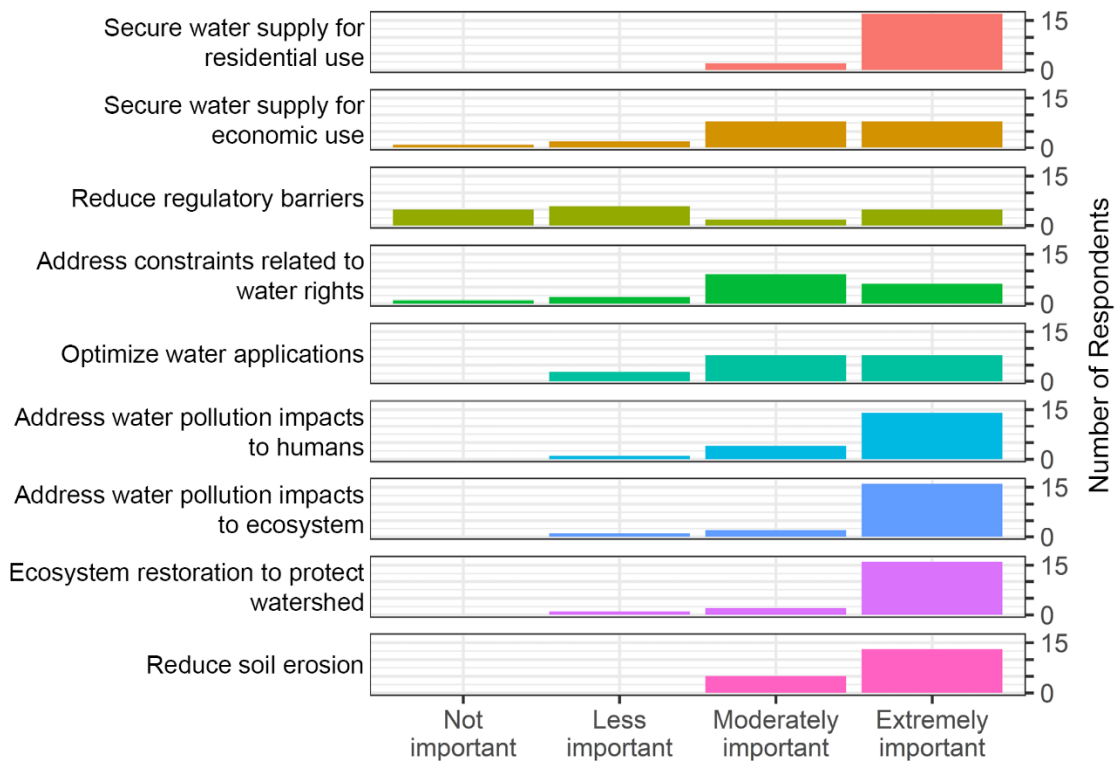 Secure water supply for
residential use
15
0
Secure water supply for
economic use
15
0
Reduce regulatory barriers
15
0
Address constraints related to
water rights
15
0
Optimize water applications
15
0
Address water pollution impacts
to humans
15
0
Address water pollution impacts
to ecosystem
15
0
Ecosystem restoration to protect
watershed
15
0
Reduce soil erosion
15
0
Number of Respondents
Not
important
Less
important
Moderately
important
Extremely
important